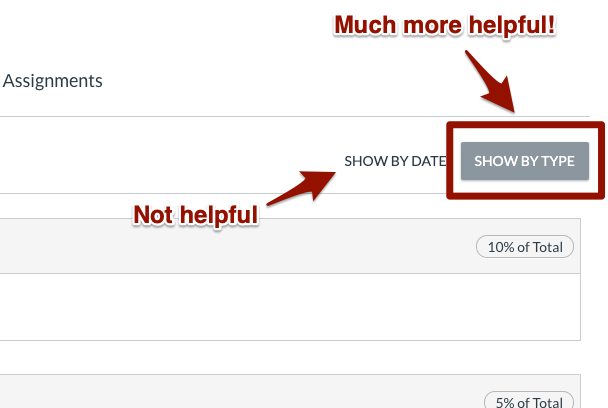 Much more helpful!
Assignments
SHOW BY DATE SHOW BY TYPE
Not helpful
10% of Total
5% of Total